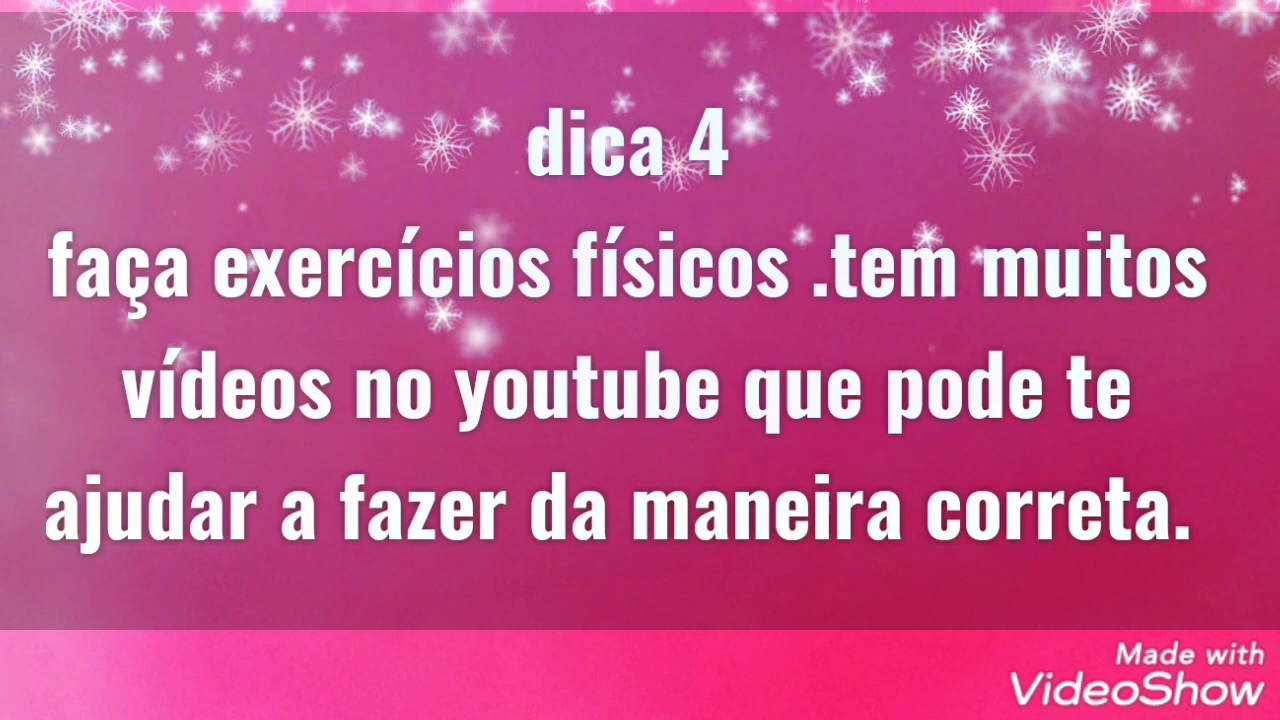 dica 4
faça exercícios físicos .tem muitos
vídeos no youtube que pode te
ajudar a fazer da maneira correta.
Made with
VideoShow